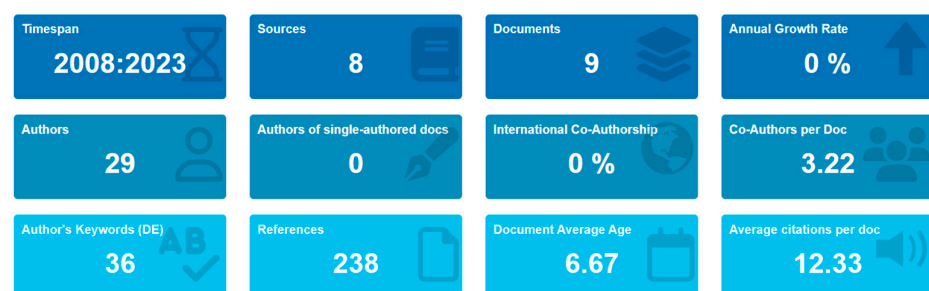 Timespan
2008:2023
Sources
8
Documents
9
Annual Growth Rate
0 %
Authors
29
Authors of single-authored docs
0
International Co-Authorship
0 %
Co-Authors per Doc
3.22
Author's Keywords (DE)
36
AB
References
238
Document Average Age
6.67
Average citations per doc
12.33